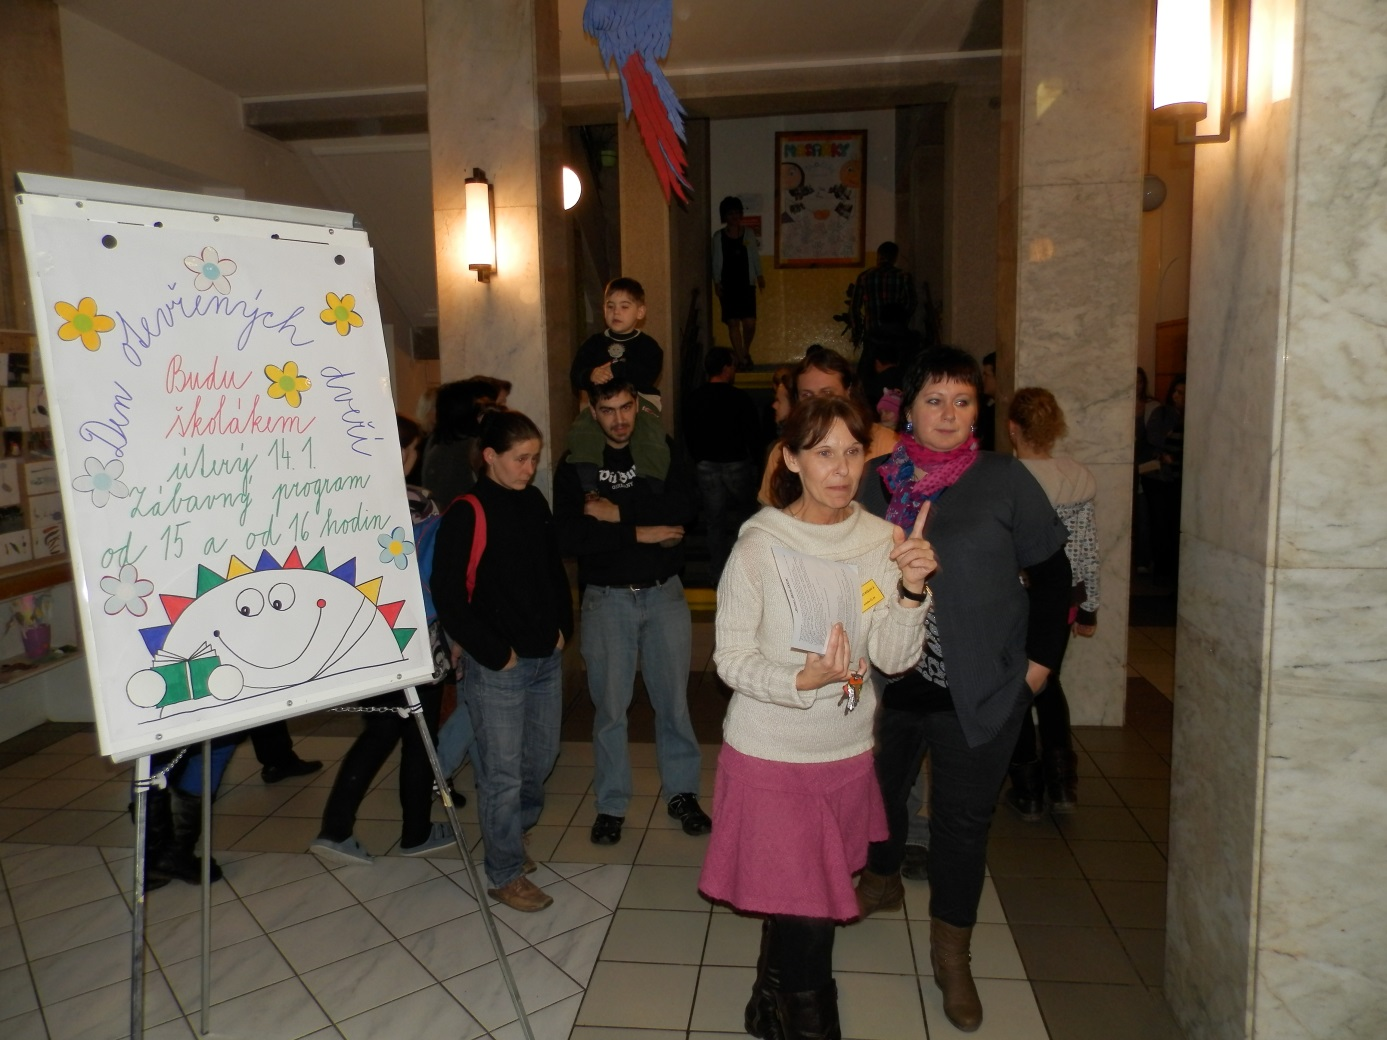 Den otevřených dveří
Budu
školákem
úterý 14. 1.
Zábavný program
od 15 a od 16 hodin